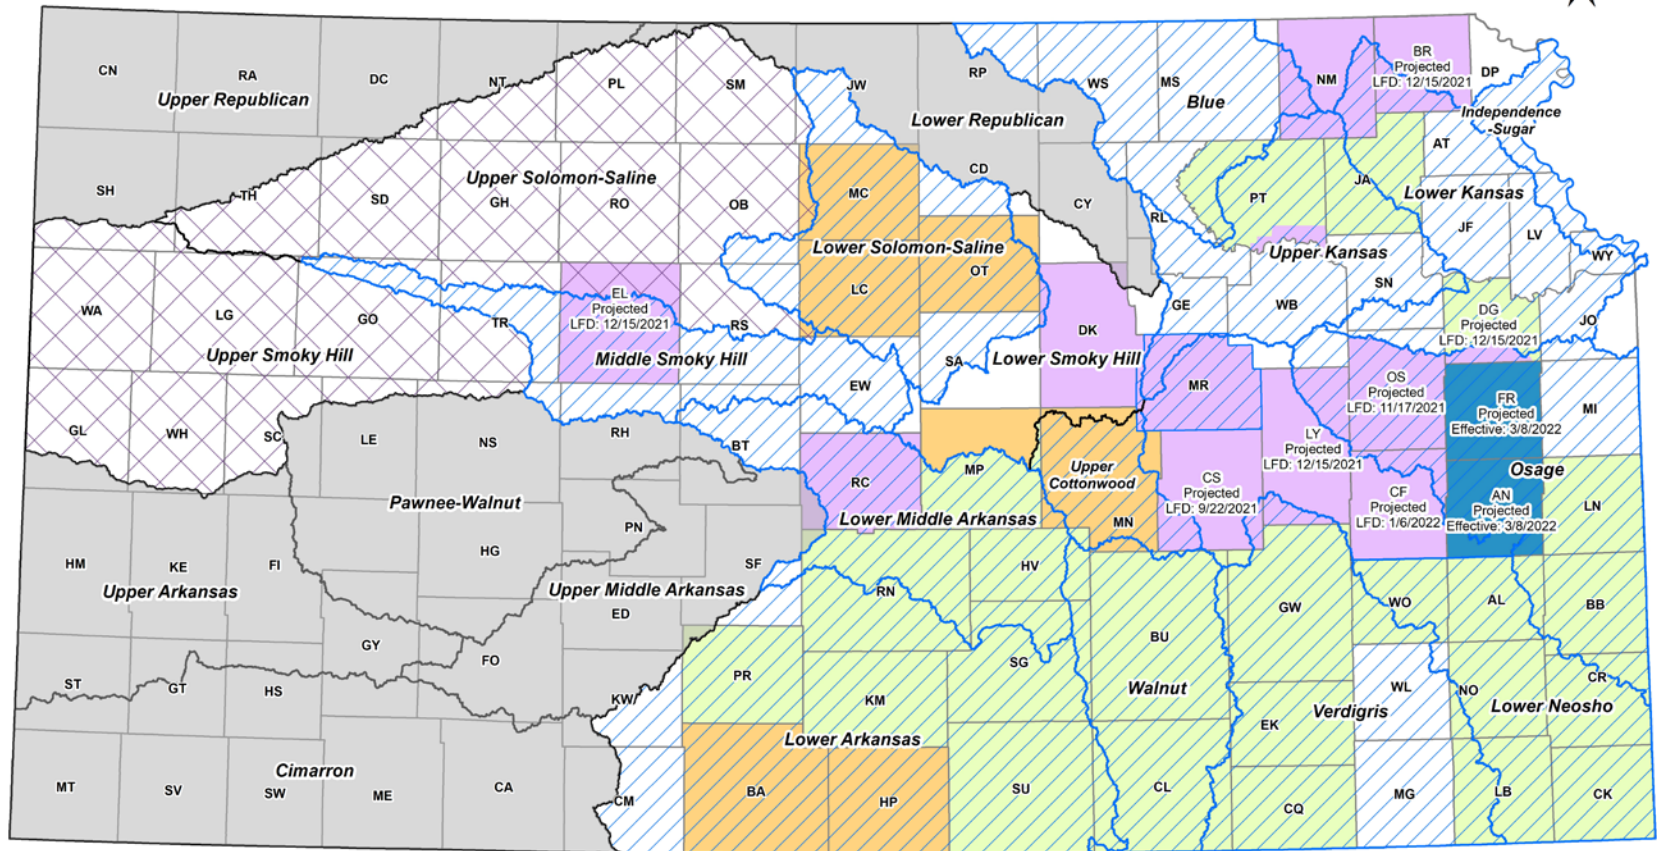 CN
RA
DC
NT
PL
SM
JW
RP
WS
MS
NM
BR
Projected
LFD: 12/15/2021
DP
Upper Republican
Lower Republican
Blue
Independence
-Sugar
SH
TH
SD
Upper Solomon-Saline
GH
RO
OB
MC
CD
CY
RL
PT
JA
AT
Lower Kansas
JF
LV
WY
Lower Solomon-Saline
OT
LC
Upper Kansas
WA
LG
GO
TR
EL
Projected
LFD: 12/15/2021
RS
SA
DK
GE
WB
SN
DG
Projected
LFD: 12/15/2021
JO
Upper Smoky Hill
Middle Smoky Hill
Lower Smoky Hill
EW
MR
OS
Projected
LFD: 11/17/2021
FR
Projected
Effective: 3/8/2022
MI
GL
WH
SC
LE
NS
RH
BT
RC
MP
Upper
Cottonwood
MN
CS
Projected
LFD: 9/22/2021
LY
Projected
LFD: 12/15/2021
CF
Projected
LFD: 1/6/2022
Osage
AN
Projected
Effective: 3/8/2022
LN
Pawnee-Walnut
PN
Lower Middle Arkansas
HM
KE
FI
HG
SF
RN
HV
Upper Arkansas
Upper Middle Arkansas
ED
GW
WO
AL
BB
GY
FO
BU
SG
PR
KM
ST
GT
HS
KW
Walnut
EK
Verdigris
WL
NO
CR
Lower Neosho
Lower Arkansas
Cimarron
MT
SV
SW
ME
CA
CM
BA
HP
SU
CL
CQ
MG
LB
CK